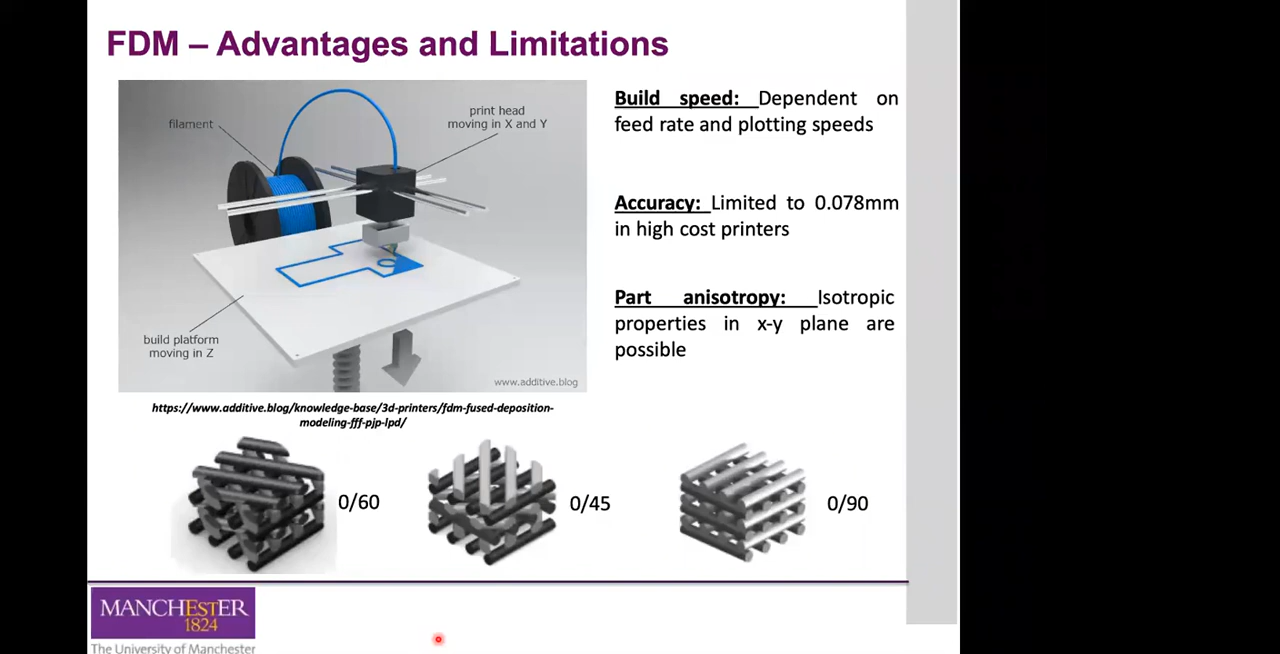 FDM – Advantages and Limitations
filament
print head
moving in X and Y
build platform
moving in Z
www.additive.blog
https://www.additive.blog/knowledge-base/3d-printers/fdm-fused-deposition-
modeling-fff-pjp-lpd/
Build speed: Dependent on
feed rate and plotting speeds
Accuracy: Limited to 0.078mm
in high cost printers
Part anisotropy: Isotropic
properties in x-y plane are
possible
0/60
0/45
0/90
MANCHESTER
1824
The University of Manchester